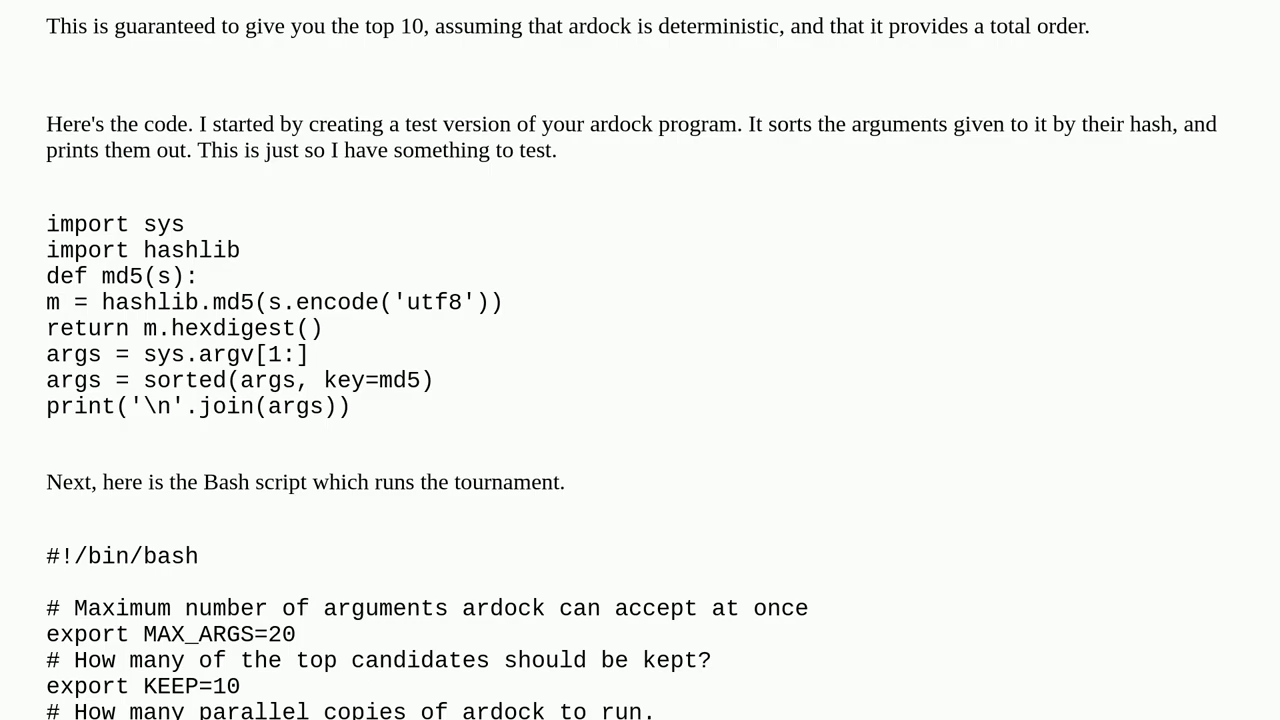 This is guaranteed to give you the top 10, assuming that ardock is deterministic, and that it provides a total order.
Here's the code. I started by creating a test version of your ardock program. It sorts the arguments given to it by their hash, and
prints them out. This is just so I have something to test.
import sys
import hashlib
def md5(s):
m = hashlib.md5(s.encode('utf8'))
return m.hexdigest()
args = sys.argv[1:]
args = sorted(args, key=md5)
print('\n'.join(args))
Next, here is the Bash script which runs the tournament.
#!/bin/bash
# Maximum number of arguments ardock can accept at once
export MAX_ARGS=20
# How many of the top candidates should be kept?
export KEEP=10
# How many parallel copies of ardock to run.